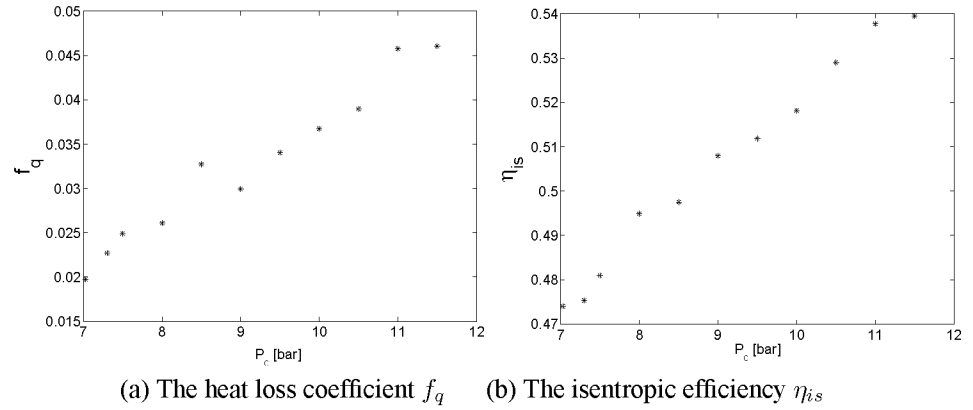 0.05
0.045
0.04
0.035
0.03
0.025
0.02
0.015
f_q
7 8 9 10 11 12
P_c [bar]
(a) The heat loss coefficient f_q
0.54
0.53
0.52
0.51
0.5
0.49
0.48
0.47
η_is
7 8 9 10 11 12
P_c [bar]
(b) The isentropic efficiency η_is